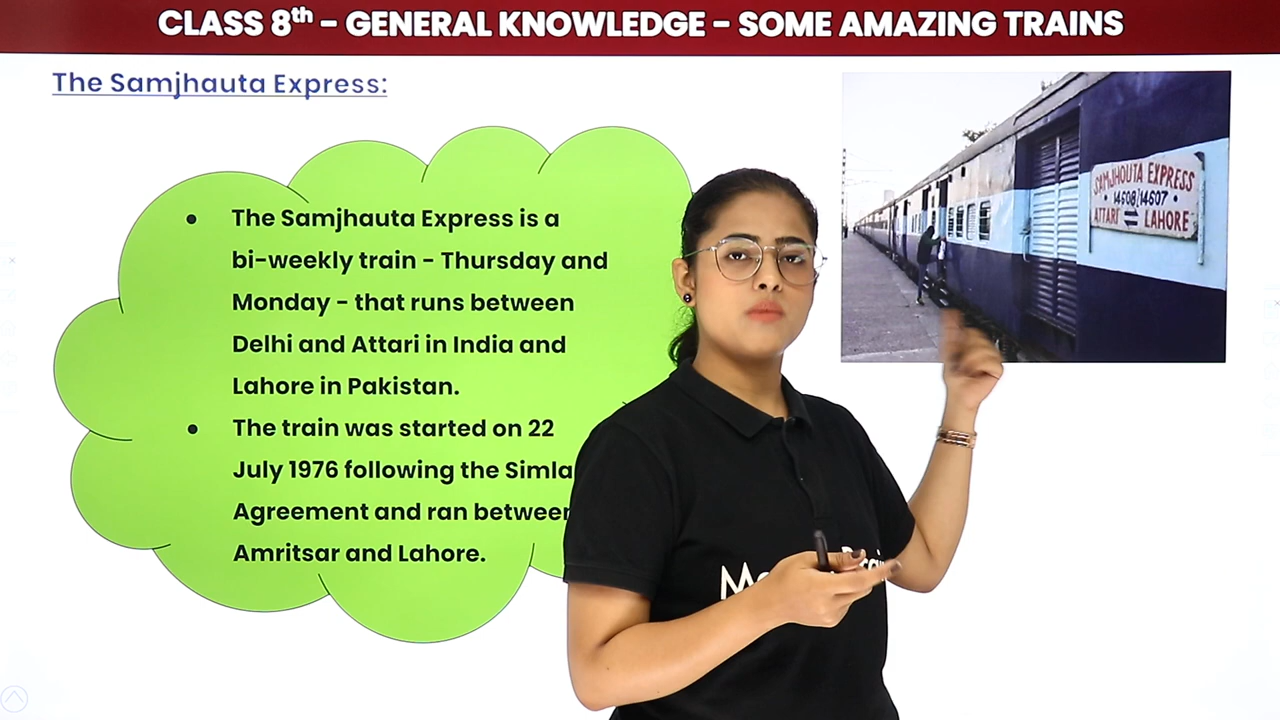 CLASS 8th – GENERAL KNOWLEDGE – SOME AMAZING TRAINS
The Samjhauta Express:
• The Samjhauta Express is a
bi-weekly train – Thursday and
Monday – that runs between
Delhi and Attari in India and
Lahore in Pakistan.
• The train was started on 22
July 1976 following the Simla
Agreement and ran between
Amritsar and Lahore.
SAMJHOUTA EXPRESS
• 14608/14607 •
ATTARI ⇌ LAHORE